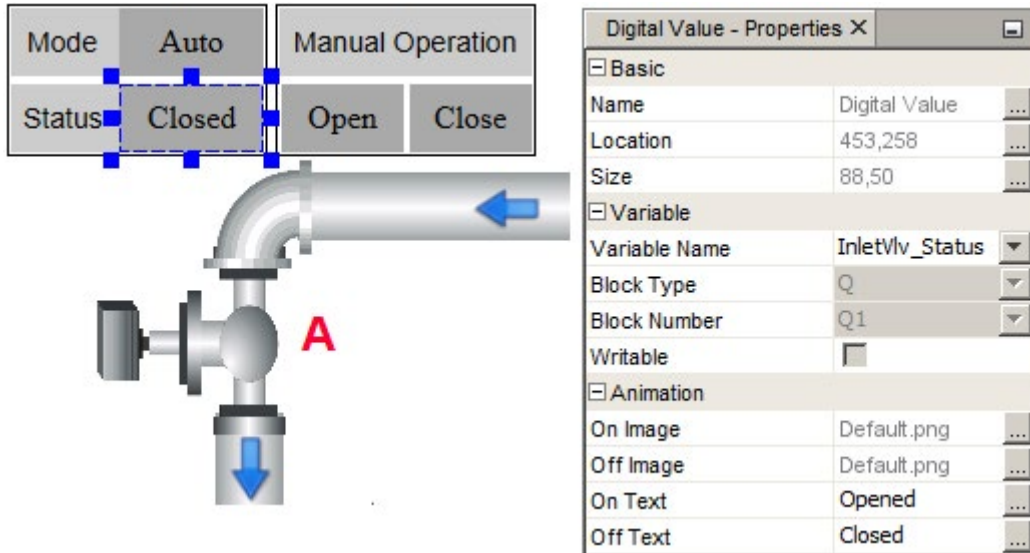 Mode Auto
Manual Operation
Status Closed
Open Close
A
Digital Value - Properties
Basic
Name Digital Value ...
Location 453,258 ...
Size 88,50 ...
Variable
Variable Name InletVlv_Status
Block Type Q
Block Number Q1
Writable
Animation
On Image Default.png ...
Off Image Default.png ...
On Text Opened ...
Off Text Closed ...